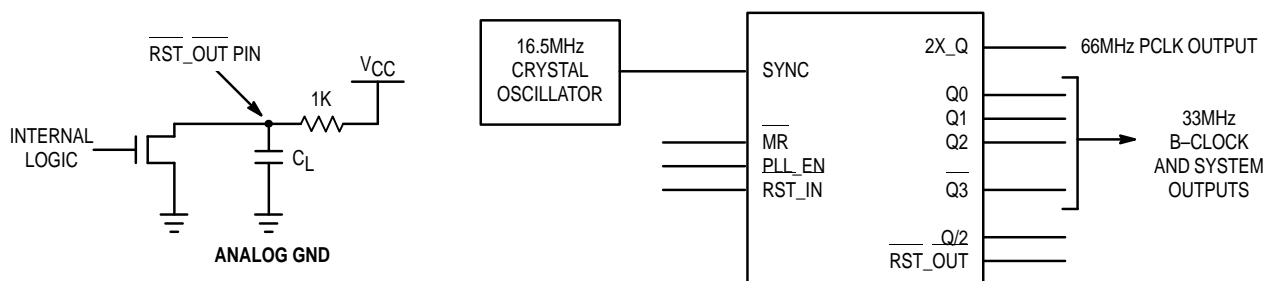 RST_OUT PIN
VCC
1K
INTERNAL
LOGIC
CL
ANALOG GND
16.5MHz
CRYSTAL
OSCILLATOR
SYNC
MR
PLL_EN
RST_IN
2X_Q
Q0
Q1
Q2
Q3
Q/2
RST_OUT
66MHz PCLK OUTPUT
33MHz
B–CLOCK
AND SYSTEM
OUTPUTS